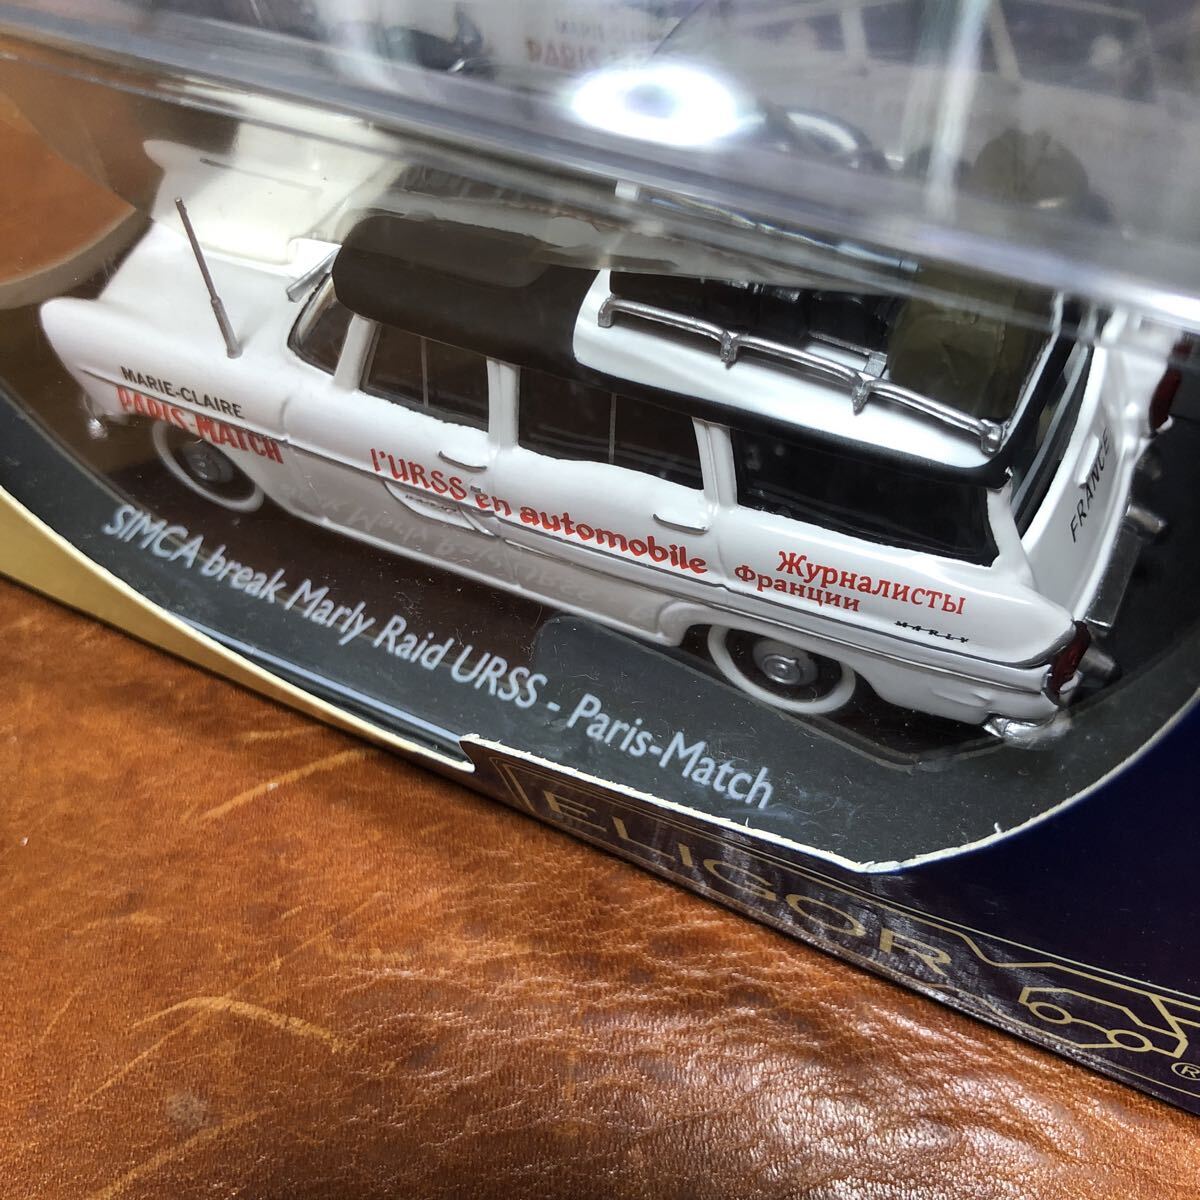 MARIE-CLAIRE
PARIS-MATCH
l'URSS en automobile
Журналисты
Франции
MARLY
FRANCE
SIMCA break Marly Raid URSS - Paris-Match
ELIGOR
®